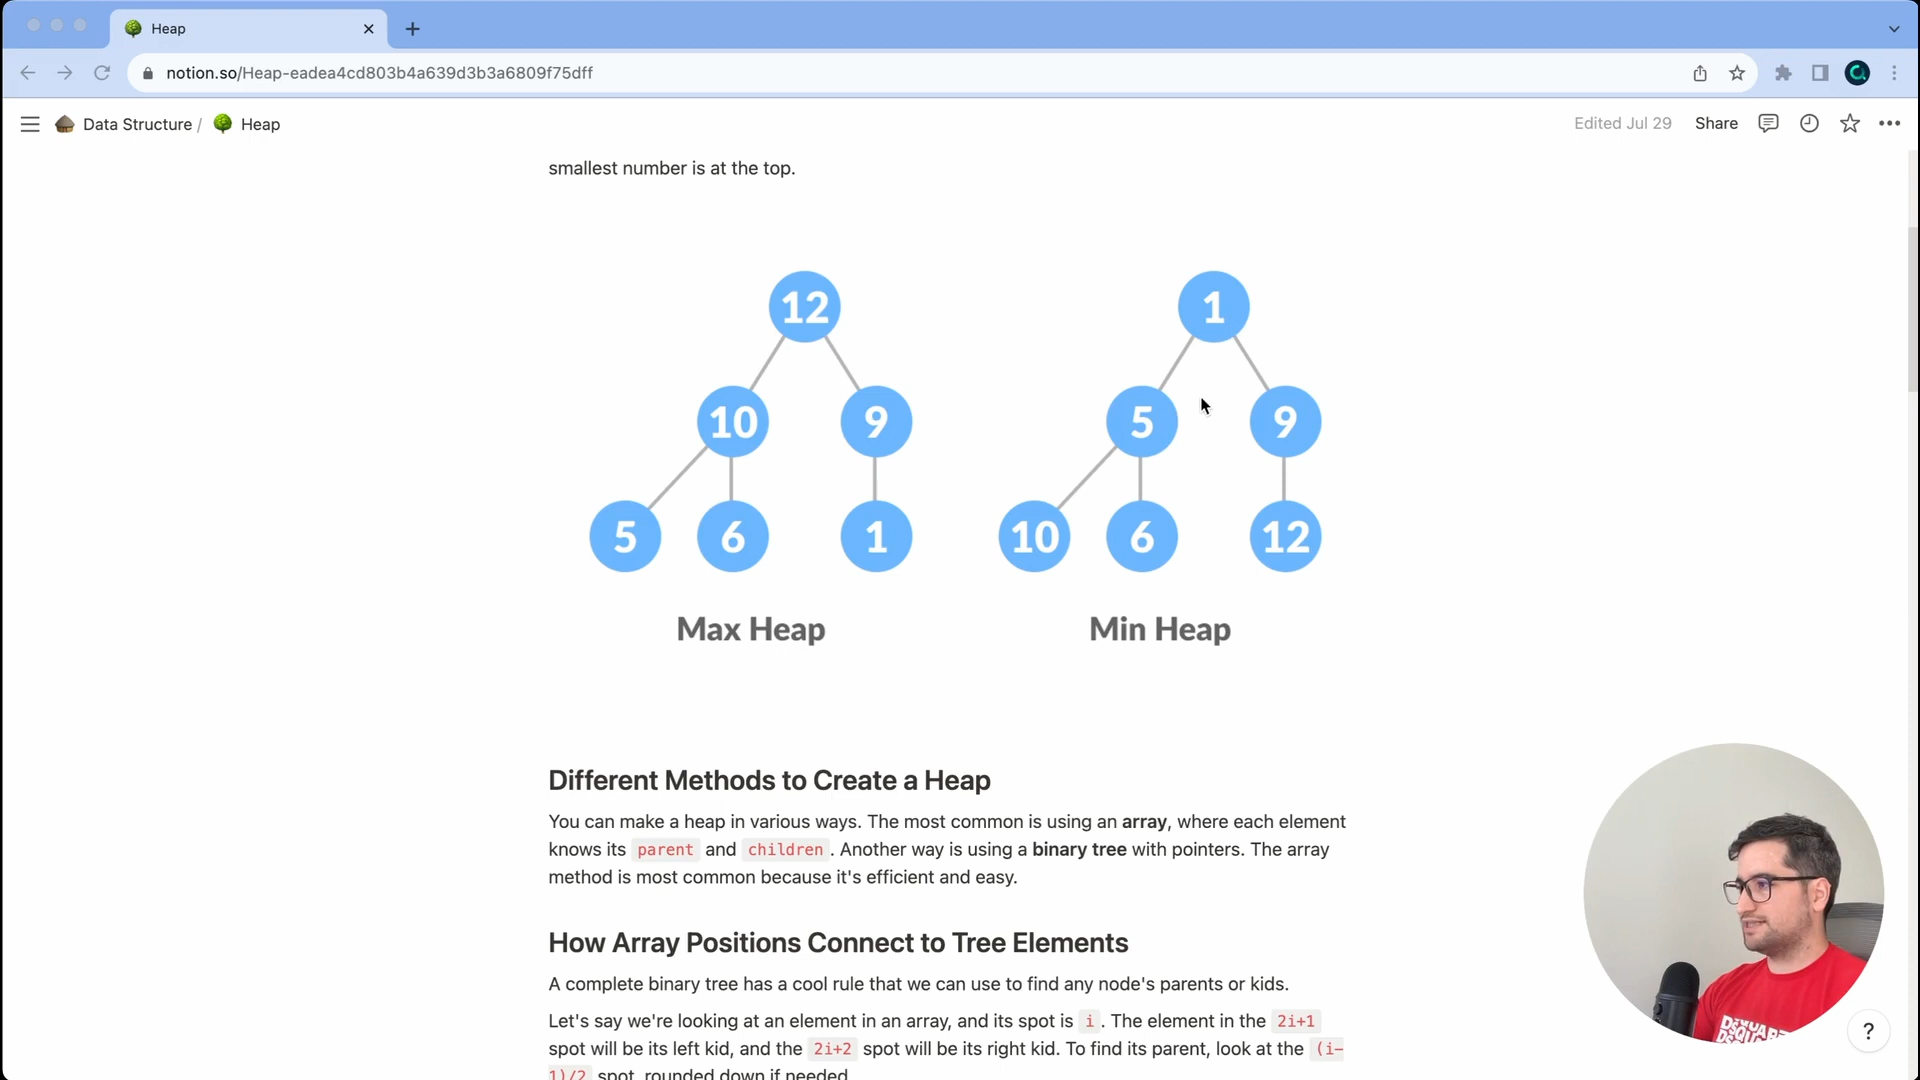 Heap
notion.so/Heap-eadea4cd803b4a639d3b3a6809f75dff
Data Structure / Heap
Edited Jul 29 Share
smallest number is at the top.
12
1
10
9
5
9
5
6
1
10
6
12
Max Heap
Min Heap
Different Methods to Create a Heap
You can make a heap in various ways. The most common is using an array, where each element
knows its parent and children. Another way is using a binary tree with pointers. The array
method is most common because it's efficient and easy.
How Array Positions Connect to Tree Elements
A complete binary tree has a cool rule that we can use to find any node's parents or kids.
Let's say we're looking at an element in an array, and its spot is i. The element in the 2i+1
spot will be its left kid, and the 2i+2 spot will be its right kid. To find its parent, look at the (i-
1)/2 spot, rounded down if needed.
?